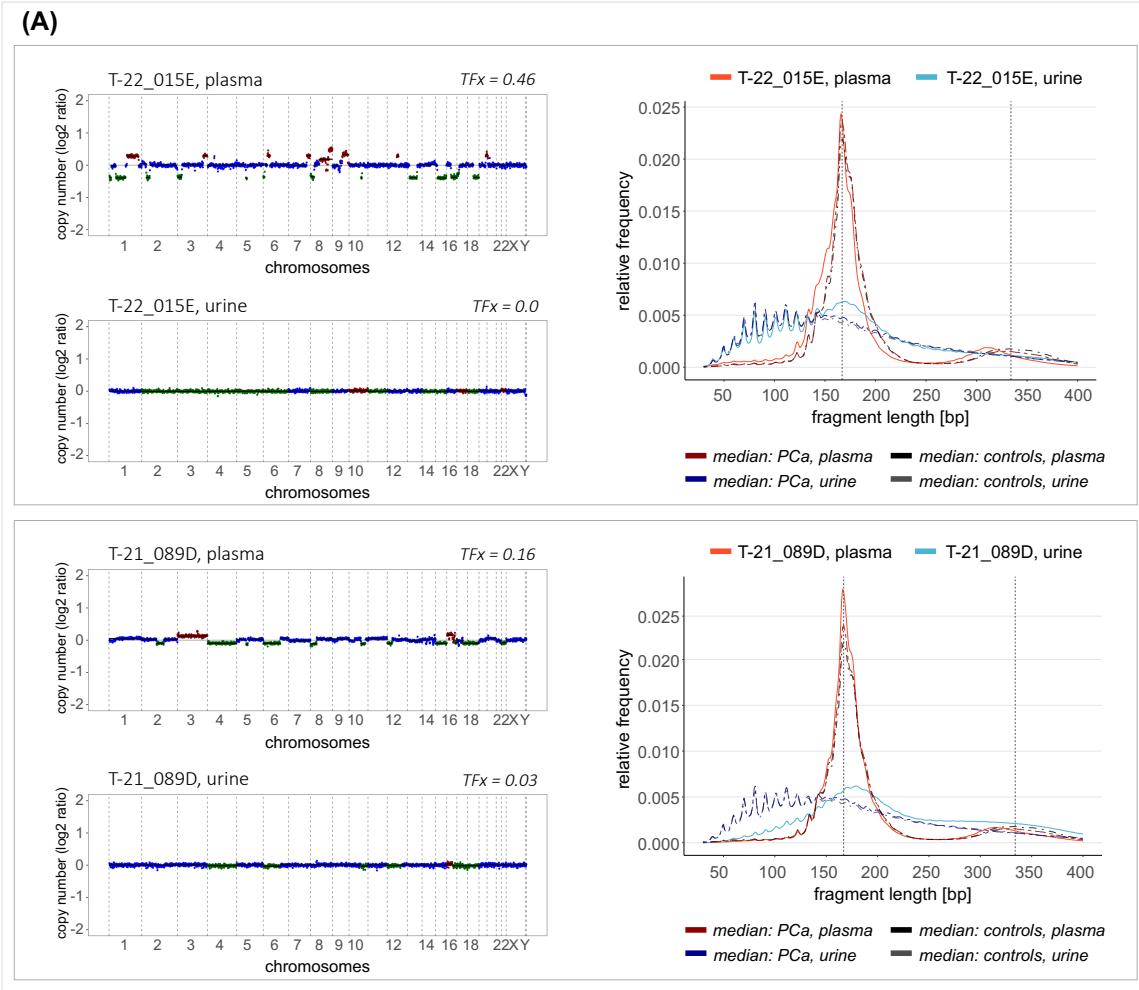 (A)
T-22_015E, plasma TFx = 0.46
copy number (log2 ratio)
2
1
0
-1
-2
1 2 3 4 5 6 7 8 9 10 12 14 16 18 22 X Y
chromosomes
T-22_015E, urine TFx = 0.0
copy number (log2 ratio)
2
1
0
-1
-2
1 2 3 4 5 6 7 8 9 10 12 14 16 18 22 X Y
chromosomes
T-22_015E, plasma T-22_015E, urine
relative frequency
0.025
0.020
0.015
0.010
0.005
0.000
50 100 150 200 250 300 350 400
fragment length [bp]
median: PCa, plasma median: controls, plasma
median: PCa, urine median: controls, urine
T-21_089D, plasma TFx = 0.16
copy number (log2 ratio)
2
1
0
-1
-2
1 2 3 4 5 6 7 8 9 10 12 14 16 18 22 X Y
chromosomes
T-21_089D, urine TFx = 0.03
copy number (log2 ratio)
2
1
0
-1
-2
1 2 3 4 5 6 7 8 9 10 12 14 16 18 22 X Y
chromosomes
T-21_089D, plasma T-21_089D, urine
relative frequency
0.025
0.020
0.015
0.010
0.005
0.000
50 100 150 200 250 300 350 400
fragment length [bp]
median: PCa, plasma median: controls, plasma
median: PCa, urine median: controls, urine